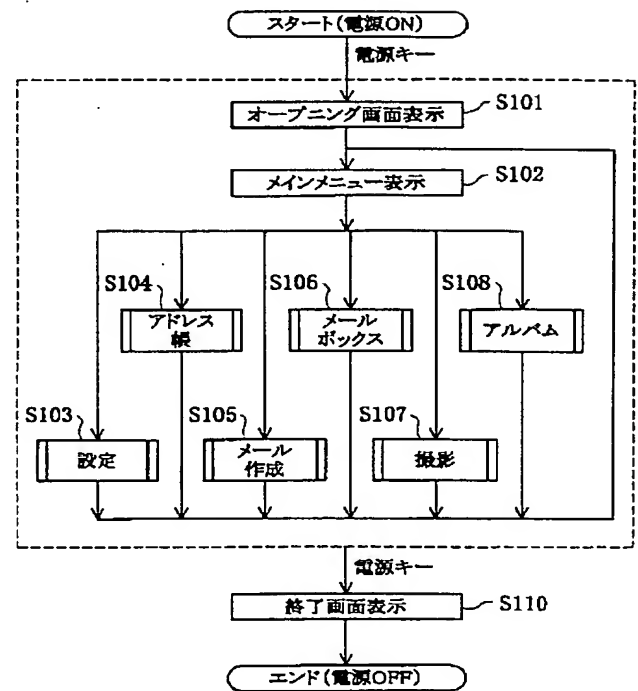 スタート(電源ON)
電源キー
オープニング画面表示
S101
メインメニュー表示
S102
S104
S106
S108
アドレス
帳
メール
ボックス
アルバム
S103
S105
S107
設定
メール
作成
撮影
電源キー
終了画面表示
S110
エンド(電源OFF)